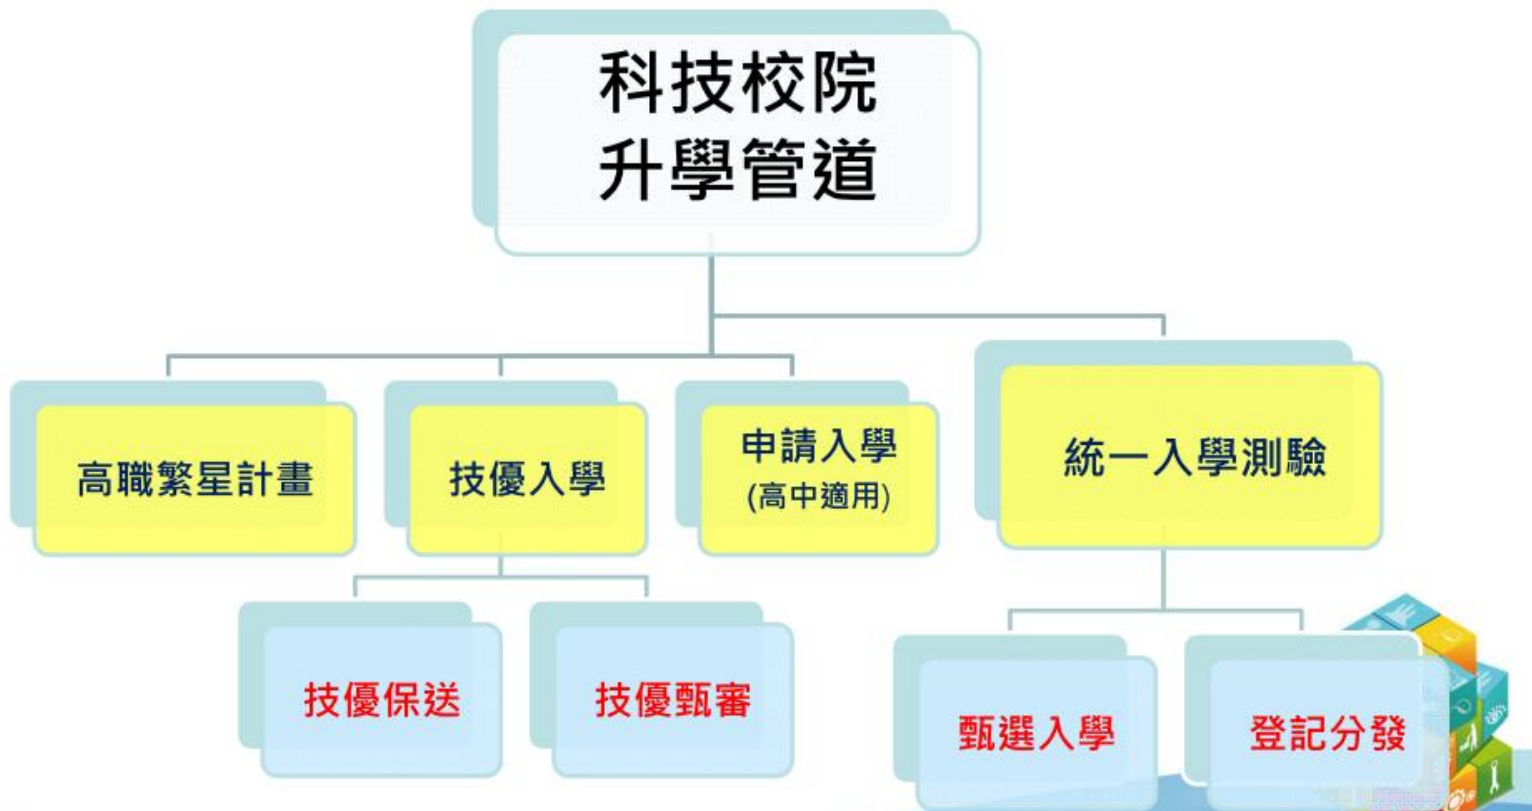 科技校院
升學管道
高職繁星計畫
技優入學
申請入學
(高中適用)
統一入學測驗
技優保送
技優甄審
甄選入學
登記分發